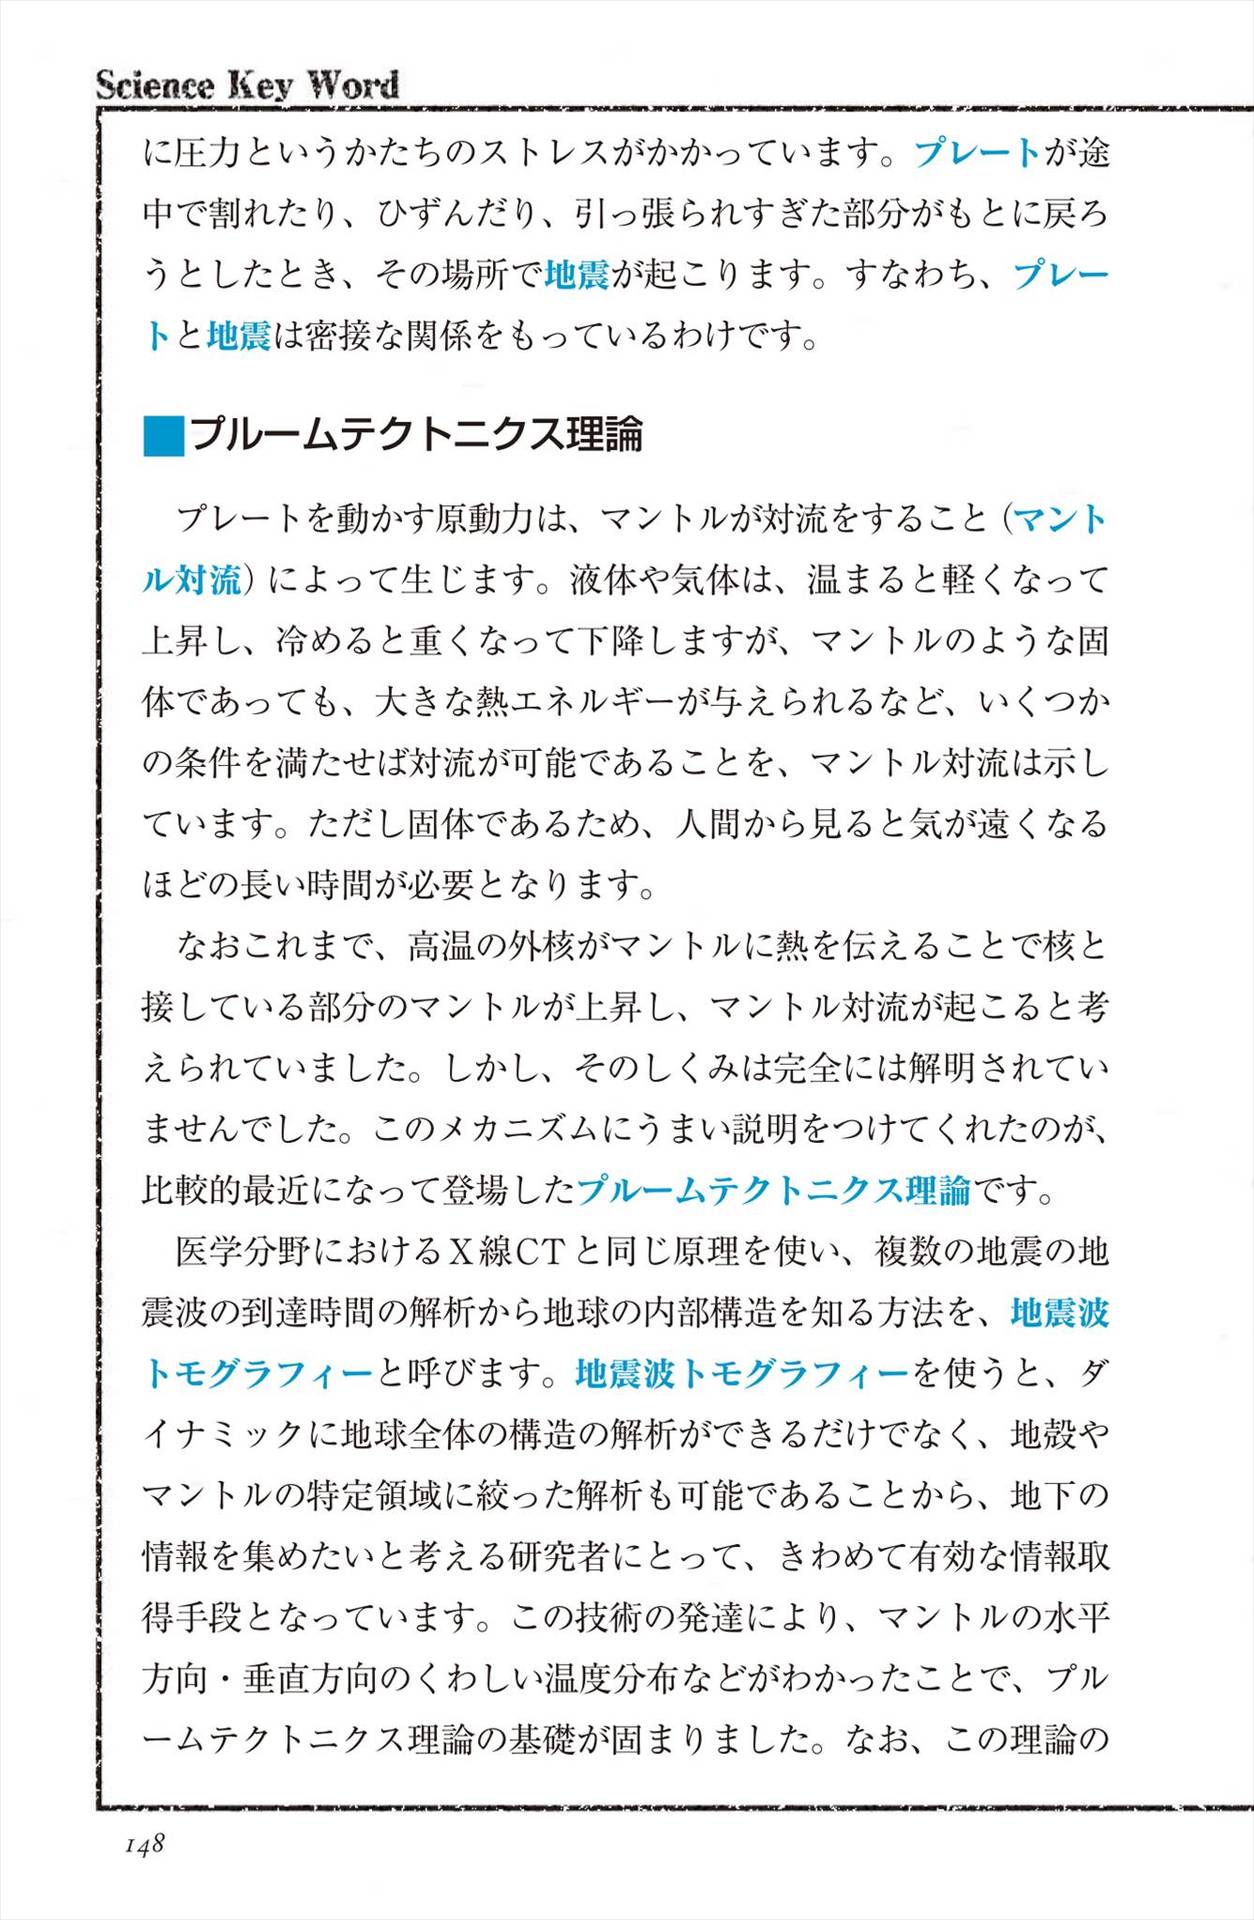 Science Key Word
に圧力というかたちのストレスがかかっています。プレートが途
中で割れたり、ひずんだり、引っ張られすぎた部分がもとに戻ろ
うとしたとき、その場所で地震が起こります。すなわち、プレー
トと地震は密接な関係をもっているわけです。
■プルームテクトニクス理論
プレートを動かす原動力は、マントルが対流をすること（マント
ル対流）によって生じます。液体や気体は、温まると軽くなって
上昇し、冷めると重くなって下降しますが、マントルのような固
体であっても、大きな熱エネルギーが与えられるなど、いくつか
の条件を満たせば対流が可能であることを、マントル対流は示し
ています。ただし固体であるため、人間から見ると気が遠くなる
ほどの長い時間が必要となります。
なおこれまで、高温の外核がマントルに熱を伝えることで核と
接している部分のマントルが上昇し、マントル対流が起こると考
えられていました。しかし、そのしくみは完全には解明されてい
ませんでした。このメカニズムにうまい説明をつけてくれたのが、
比較的最近になって登場したプルームテクトニクス理論です。
医学分野におけるX線CTと同じ原理を使い、複数の地震の地
震波の到達時間の解析から地球の内部構造を知る方法を、地震波
トモグラフィーと呼びます。地震波トモグラフィーを使うと、ダ
イナミックに地球全体の構造の解析ができるだけでなく、地殻や
マントルの特定領域に絞った解析も可能であることから、地下の
情報を集めたいと考える研究者にとって、きわめて有効な情報取
得手段となっています。この技術の発達により、マントルの水平
方向・垂直方向のくわしい温度分布などがわかったことで、プル
ームテクトニクス理論の基礎が固まりました。なお、この理論の
148